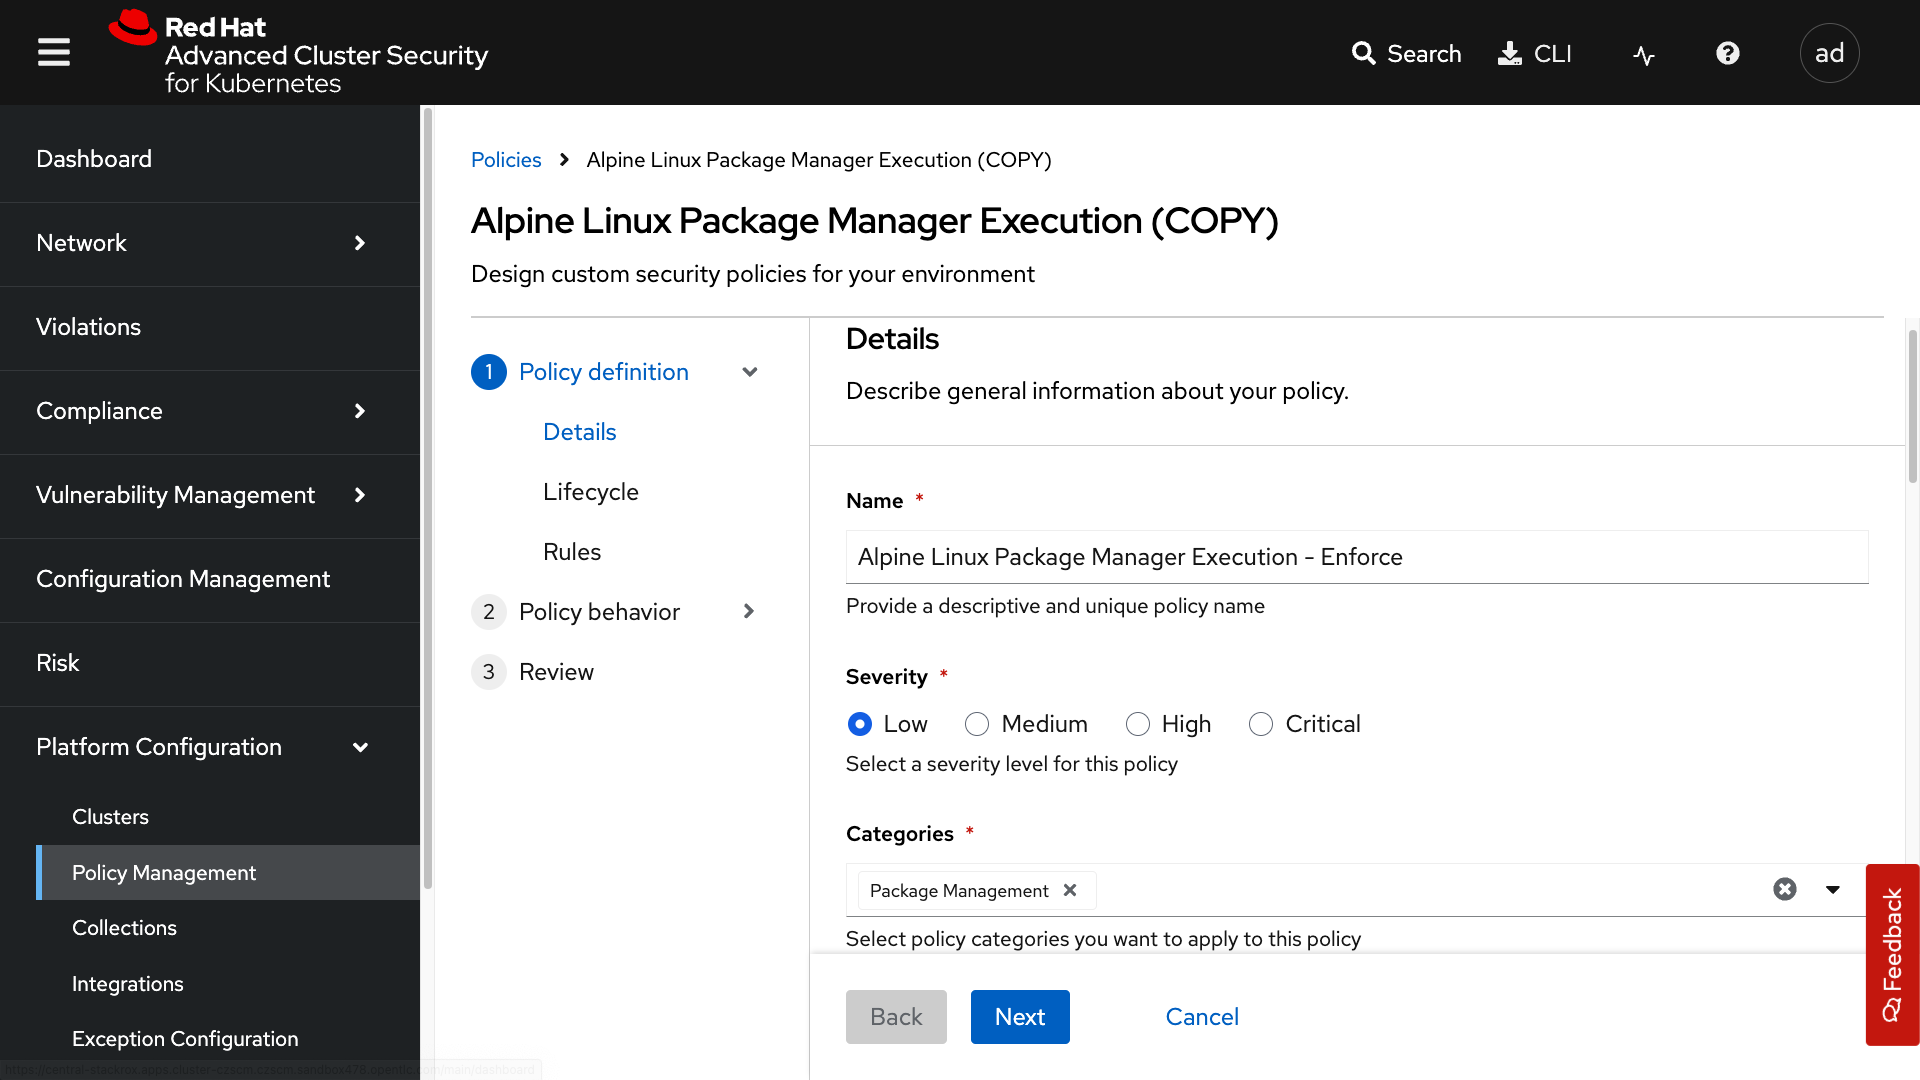 Red Hat
Advanced Cluster Security
for Kubernetes
Search
CLI
ad
Dashboard
Network
Violations
Compliance
Vulnerability Management
Configuration Management
Risk
Platform Configuration
Clusters
Policy Management
Collections
Integrations
Exception Configuration
Policies
Alpine Linux Package Manager Execution (COPY)
Alpine Linux Package Manager Execution (COPY)
Design custom security policies for your environment
1 Policy definition
Details
Lifecycle
Rules
2 Policy behavior
3 Review
Details
Describe general information about your policy.
Name *
Alpine Linux Package Manager Execution - Enforce
Provide a descriptive and unique policy name
Severity *
Low Medium High Critical
Select a severity level for this policy
Categories *
Package Management
Select policy categories you want to apply to this policy
Back Next Cancel
Feedback